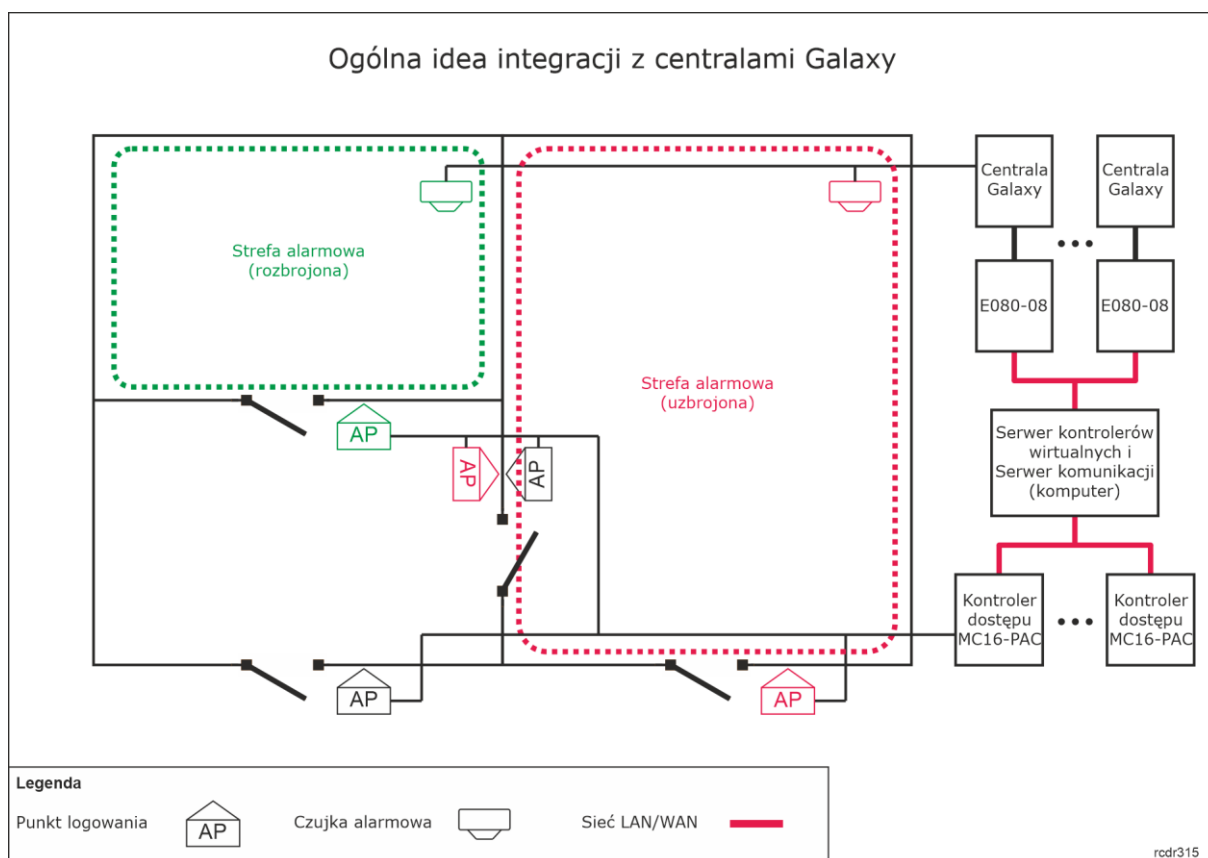 Ogólna idea integracji z centralami Galaxy
Centrala
Galaxy
Centrala
Galaxy
E080-08
E080-08
Strefa alarmowa
(rozbrojona)
Strefa alarmowa
(uzbrojona)
AP
AP
AP
Serwer kontrolerów
wirtualnych i
Serwer komunikacji
(komputer)
Kontroler
dostępu
MC16-PAC
Kontroler
dostępu
MC16-PAC
AP
AP
Legenda
Punkt logowania
AP
Czujka alarmowa
Sieć LAN/WAN
rcdr315